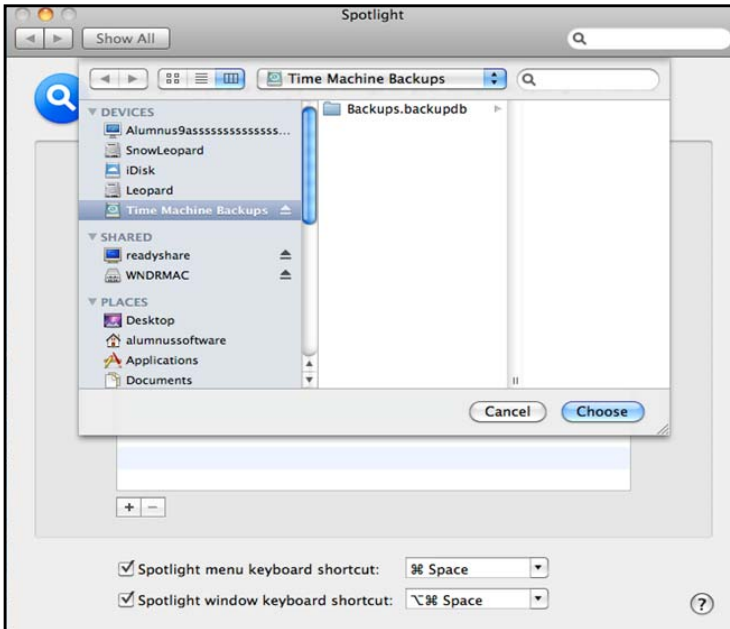 Spotlight
Show All
Time Machine Backups
DEVICES
Alumnus9asssssssssssssss...
SnowLeopard
iDisk
Leopard
Time Machine Backups
SHARED
readyshare
WNDRMAC
PLACES
Desktop
alumnussoftware
Applications
Documents
Backups.backupdb
Cancel
Choose
+ −
Spotlight menu keyboard shortcut: ⌘ Space
Spotlight window keyboard shortcut: ⌥⌘ Space
?